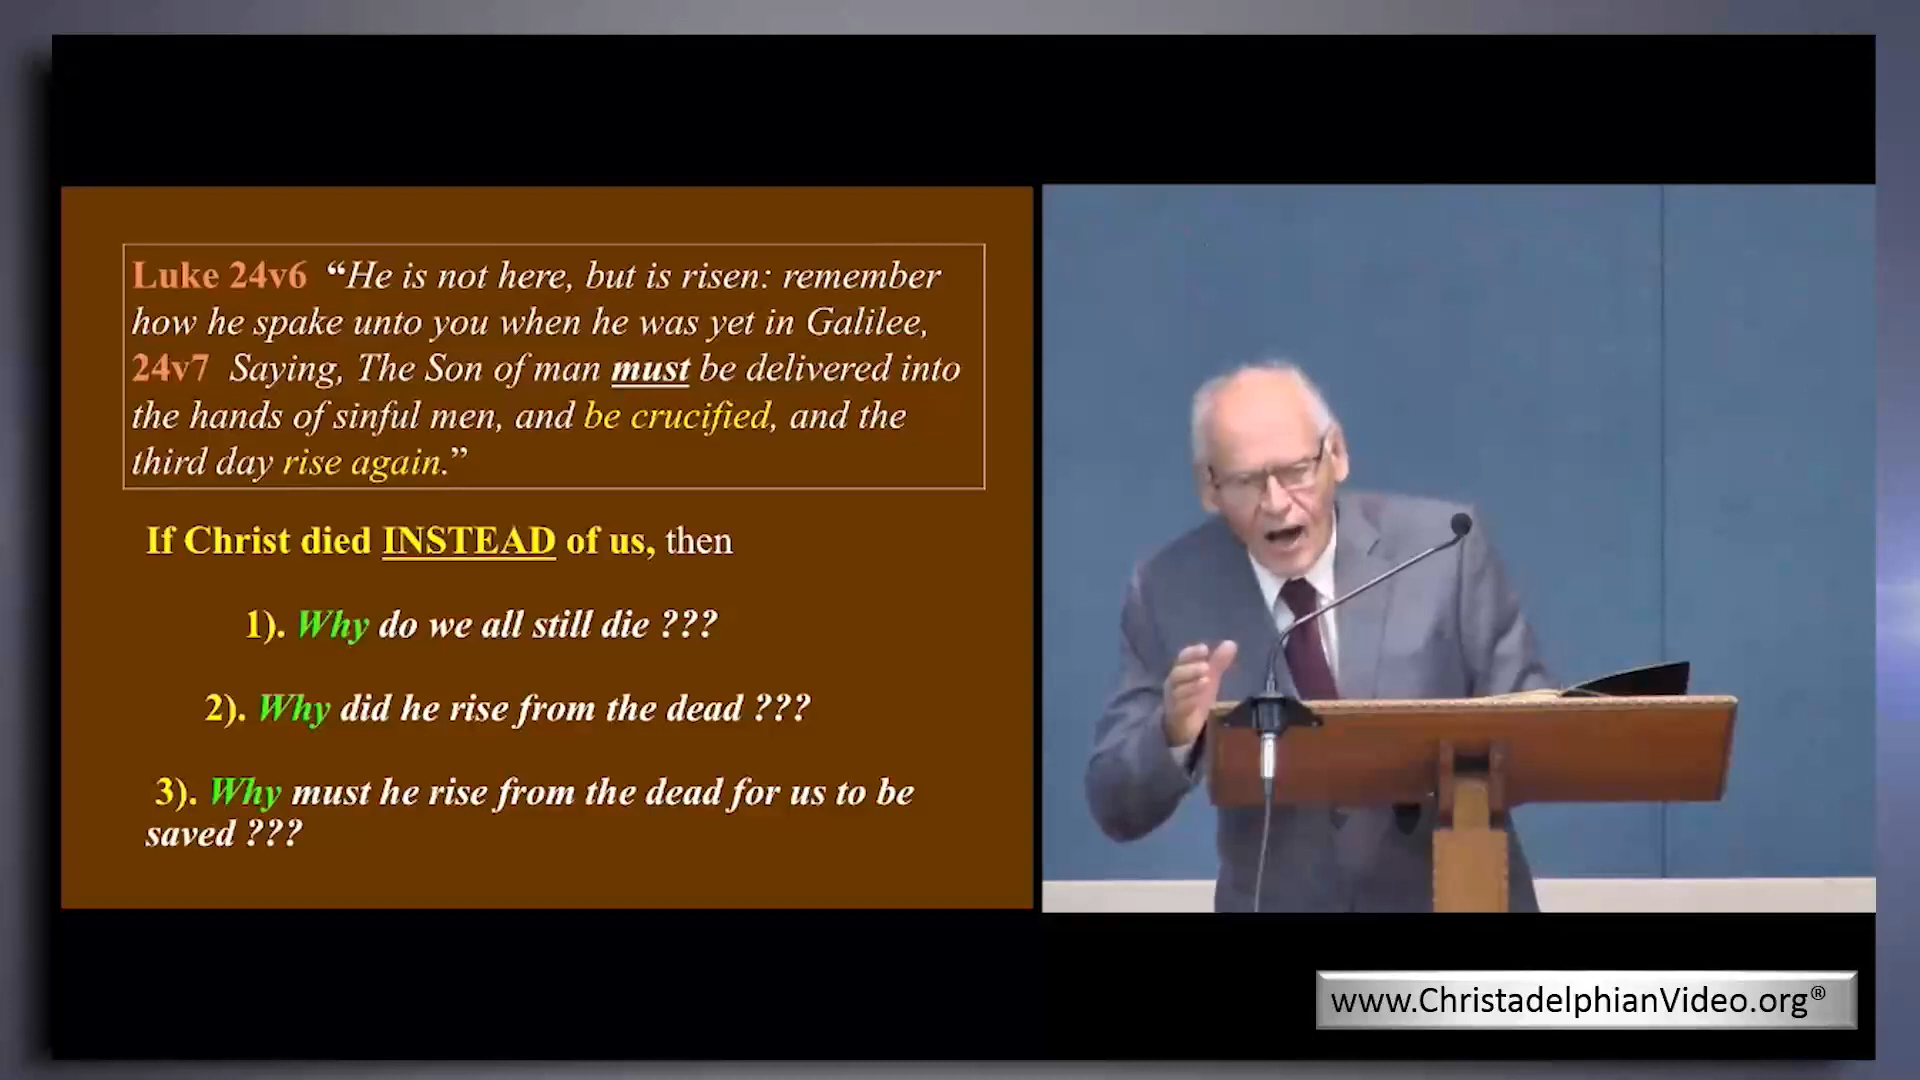 Luke 24v6 “He is not here, but is risen: remember
how he spake unto you when he was yet in Galilee,
24v7 Saying, The Son of man must be delivered into
the hands of sinful men, and be crucified, and the
third day rise again.”
If Christ died INSTEAD of us, then
1). Why do we all still die ???
2). Why did he rise from the dead ???
3). Why must he rise from the dead for us to be
saved ???
www.ChristadelphianVideo.org®